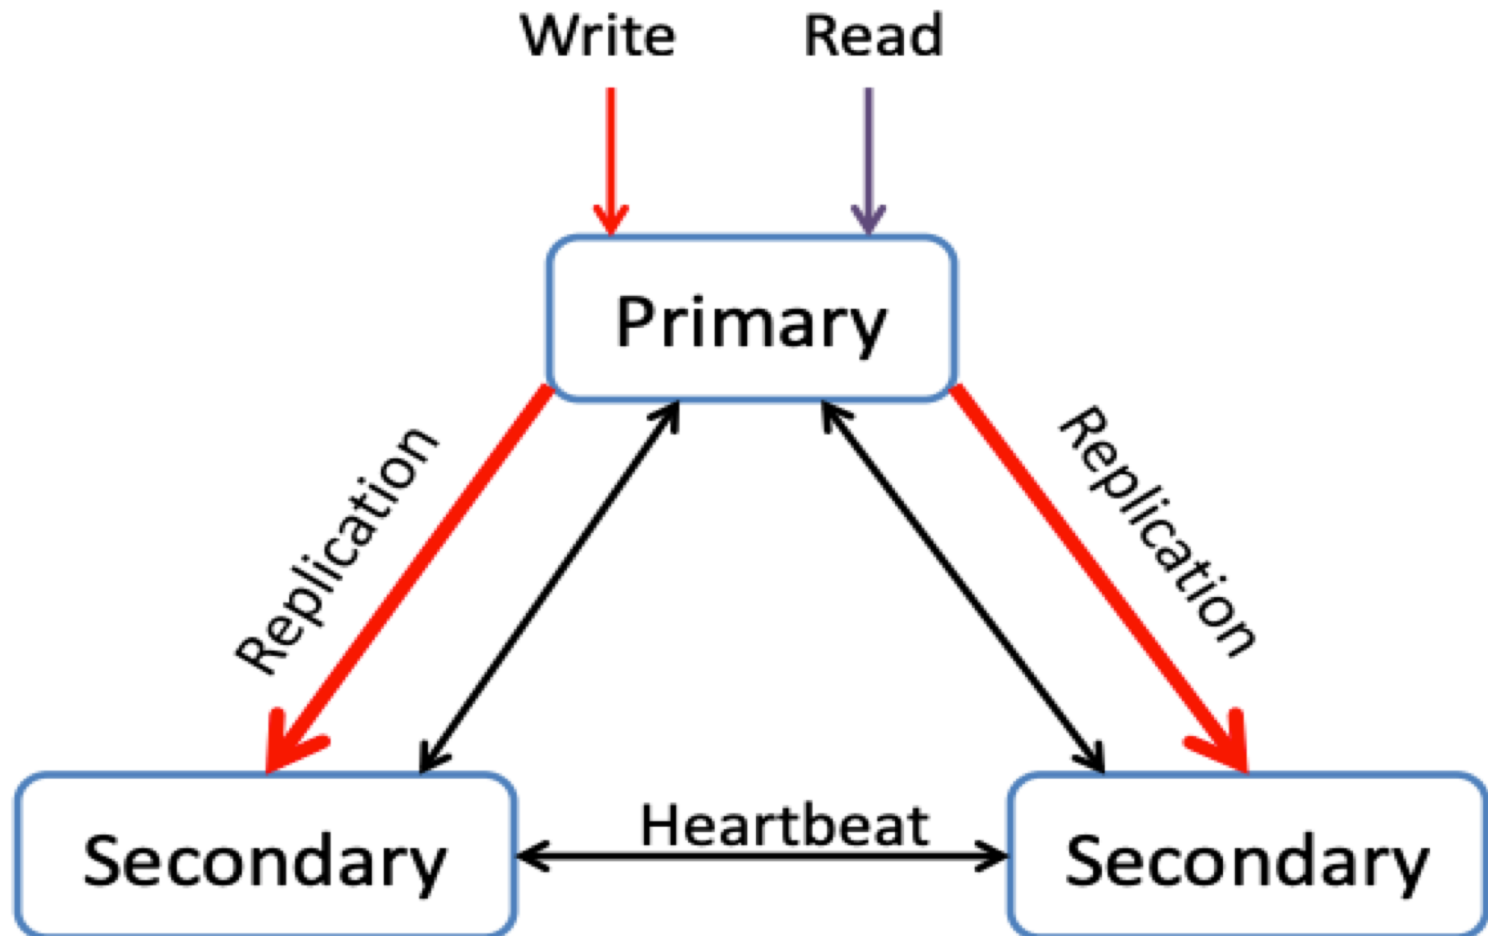 Write
Read
Primary
Replication
Replication
Heartbeat
Secondary
Secondary